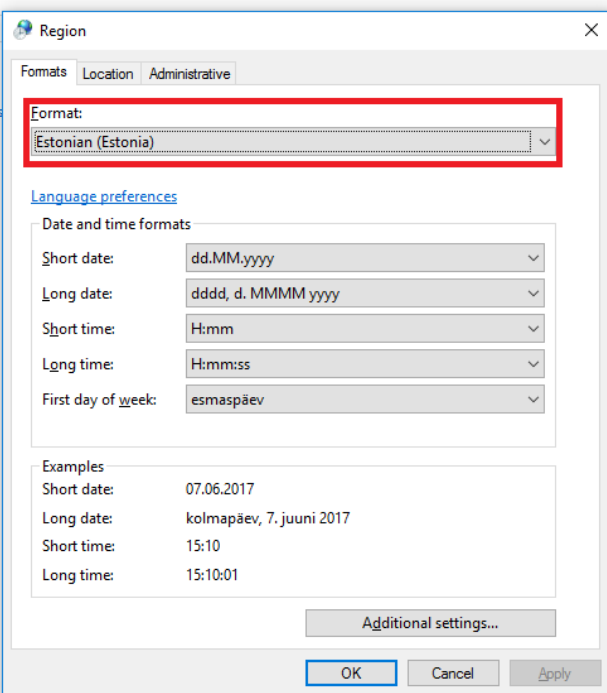 Region
Formats Location Administrative
Format:
Estonian (Estonia)
Language preferences
Date and time formats
Short date: dd.MM.yyyy
Long date: dddd, d. MMMM yyyy
Short time: H:mm
Long time: H:mm:ss
First day of week: esmaspäev
Examples
Short date: 07.06.2017
Long date: kolmapäev, 7. juuni 2017
Short time: 15:10
Long time: 15:10:01
Additional settings...
OK Cancel Apply